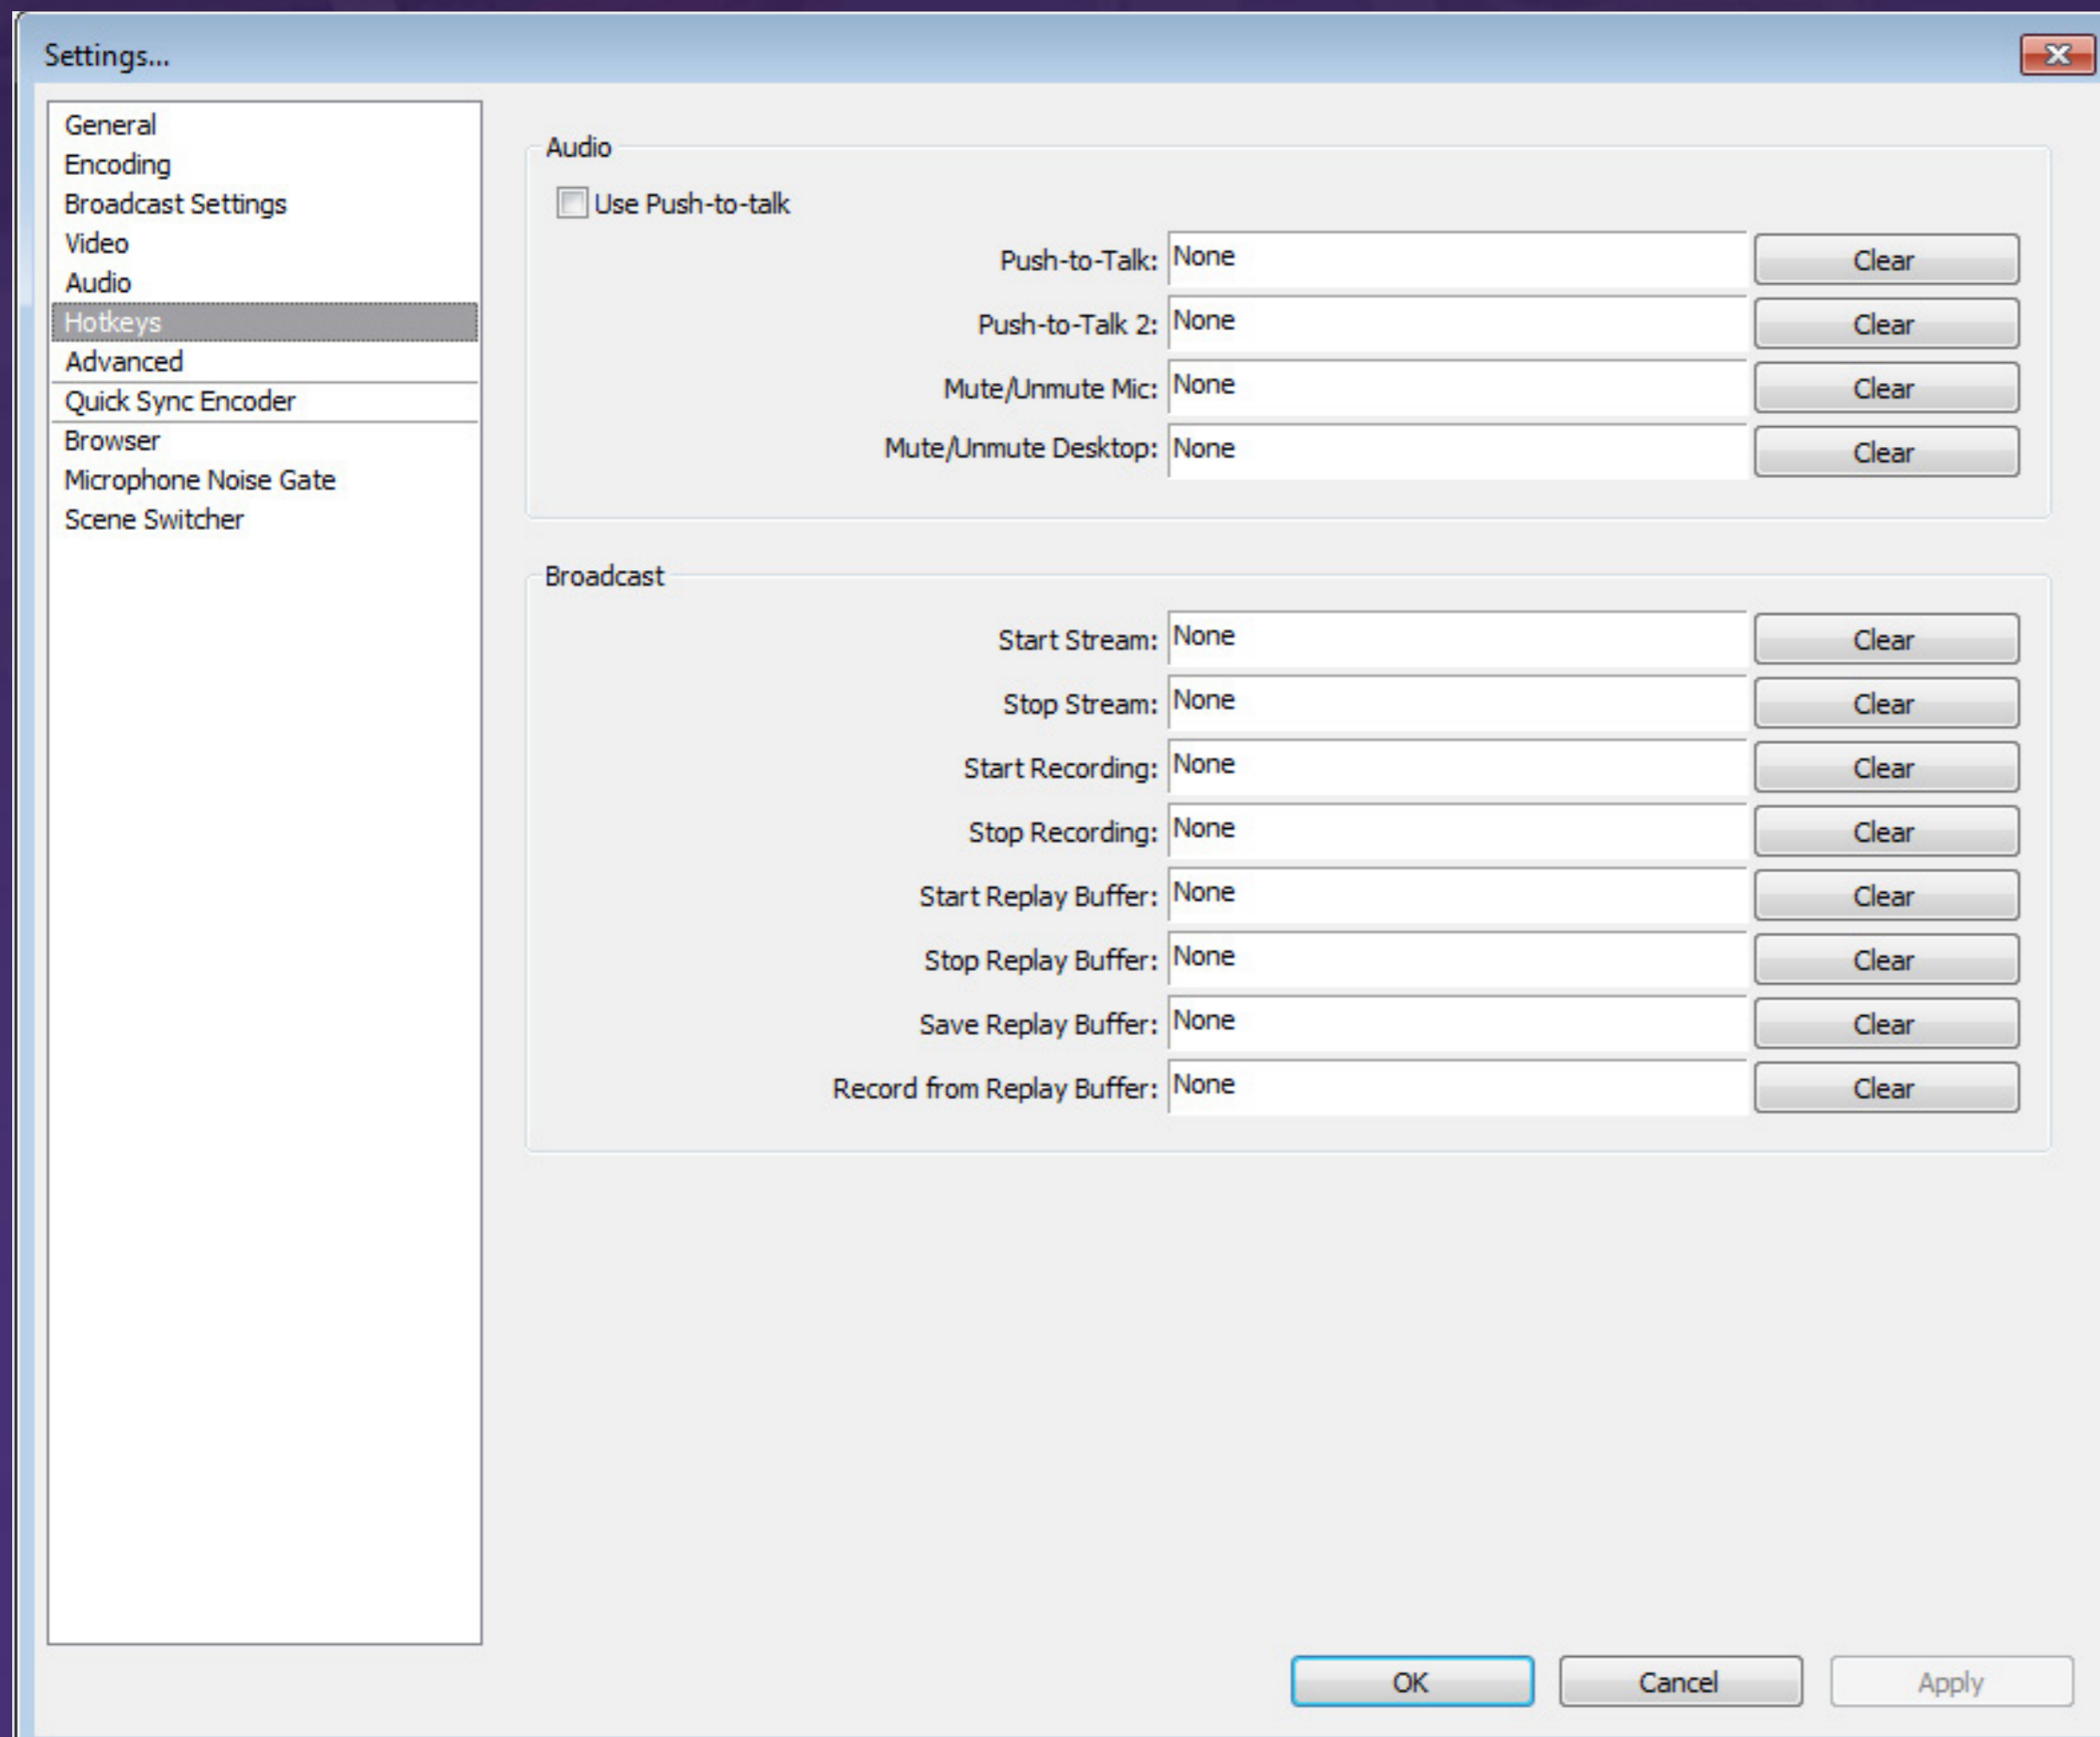 Settings...
General
Encoding
Broadcast Settings
Video
Audio
Hotkeys
Advanced
Quick Sync Encoder
Browser
Microphone Noise Gate
Scene Switcher
Audio
Use Push-to-talk
Push-to-Talk: None Clear
Push-to-Talk 2: None Clear
Mute/Unmute Mic: None Clear
Mute/Unmute Desktop: None Clear
Broadcast
Start Stream: None Clear
Stop Stream: None Clear
Start Recording: None Clear
Stop Recording: None Clear
Start Replay Buffer: None Clear
Stop Replay Buffer: None Clear
Save Replay Buffer: None Clear
Record from Replay Buffer: None Clear
OK Cancel Apply